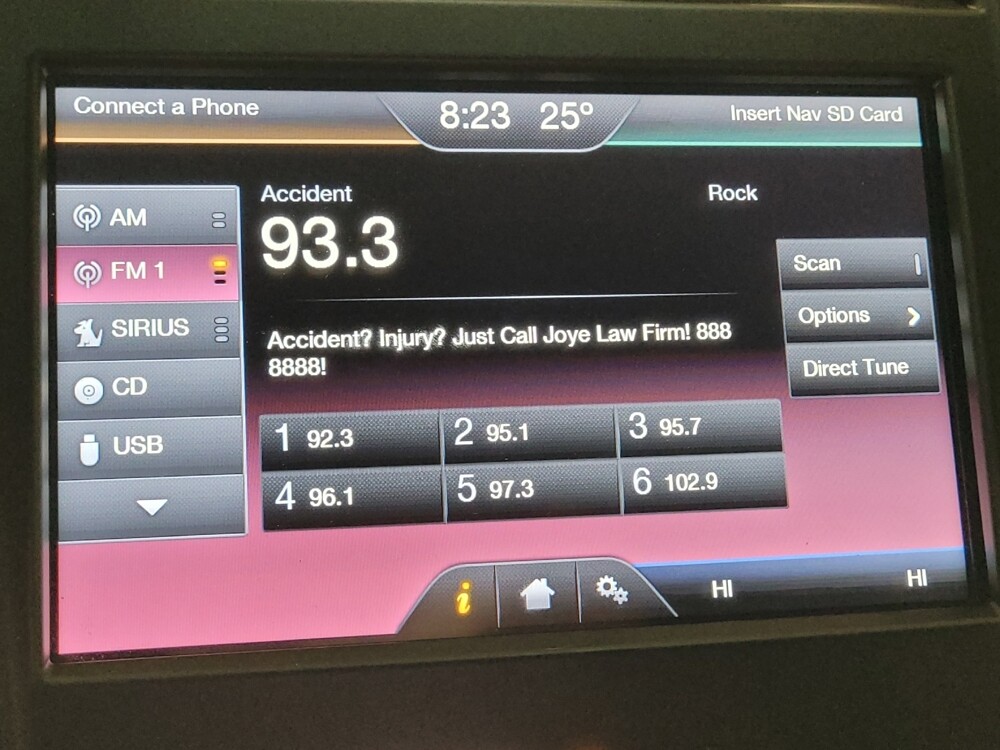 Connect a Phone
8:23 25°
Insert Nav SD Card
AM
FM 1
SIRIUS
CD
USB
Accident
Rock
93.3
Accident? Injury? Just Call Joye Law Firm! 888
8888!
Scan
Options
Direct Tune
1 92.3
2 95.1
3 95.7
4 96.1
5 97.3
6 102.9
i
HI
HI